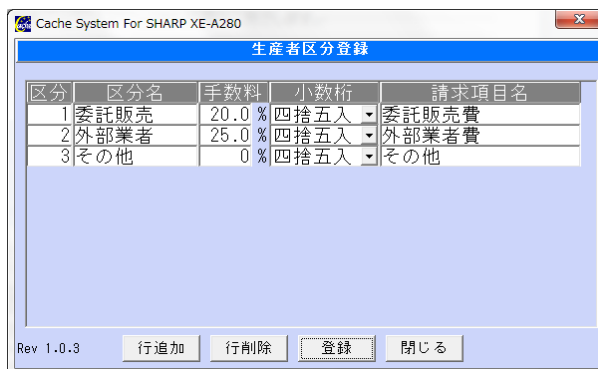 Cache System For SHARP XE-A280
生産者区分登録
区分 区分名 手数料 小数桁 請求項目名
1 委託販売 20.0 % 四捨五入 委託販売費
2 外部業者 25.0 % 四捨五入 外部業者費
3 その他 0 % 四捨五入 その他
Rev 1.0.3 行追加 行削除 登録 閉じる